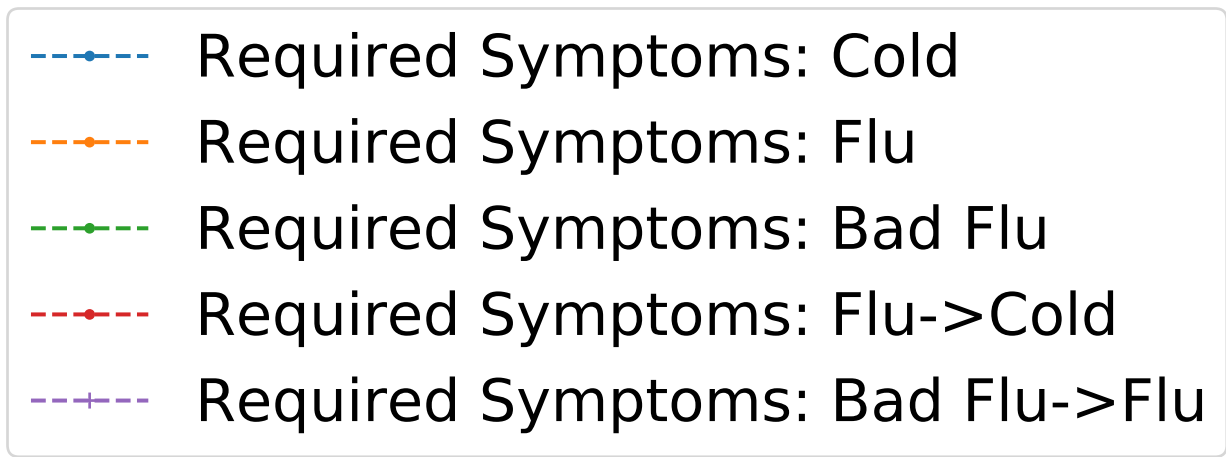 Required Symptoms: Cold
Required Symptoms: Flu
Required Symptoms: Bad Flu
Required Symptoms: Flu->Cold
Required Symptoms: Bad Flu->Flu